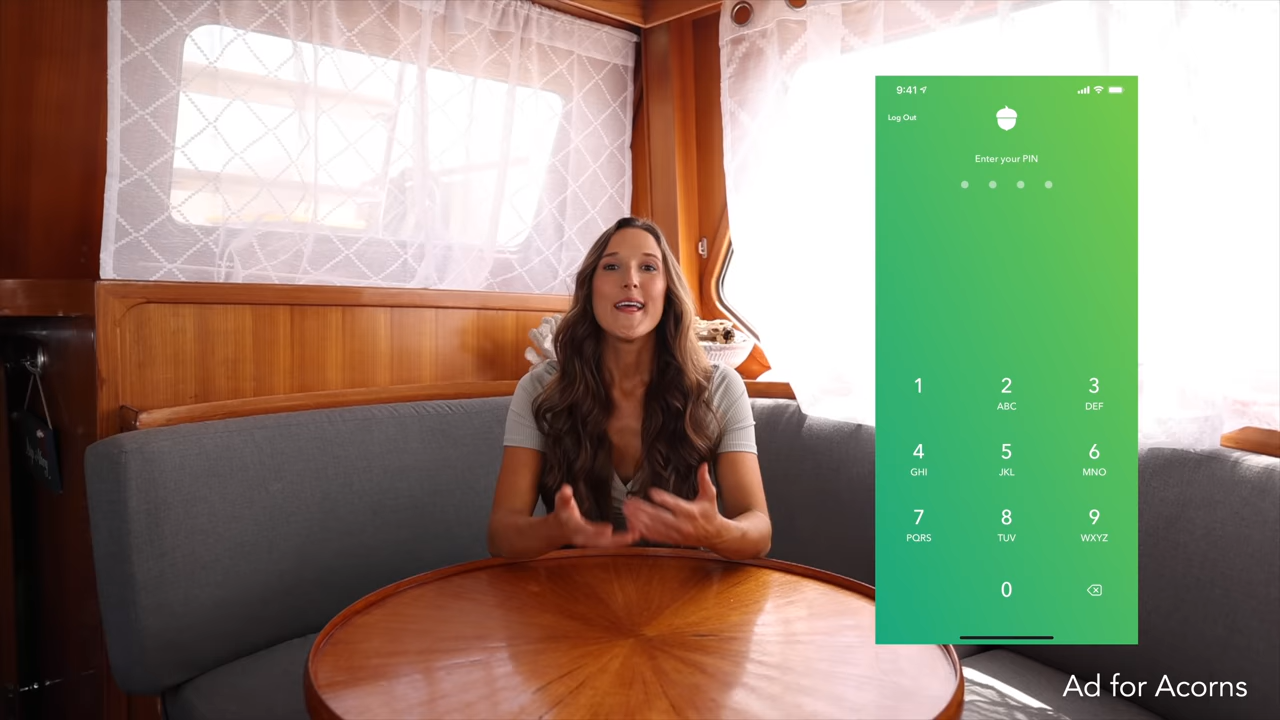 9:41
Log Out
Enter your PIN
1
2
3
ABC
DEF
4
5
6
GHI
JKL
MNO
7
8
9
PQRS
TUV
WXYZ
0
Ad for Acorns